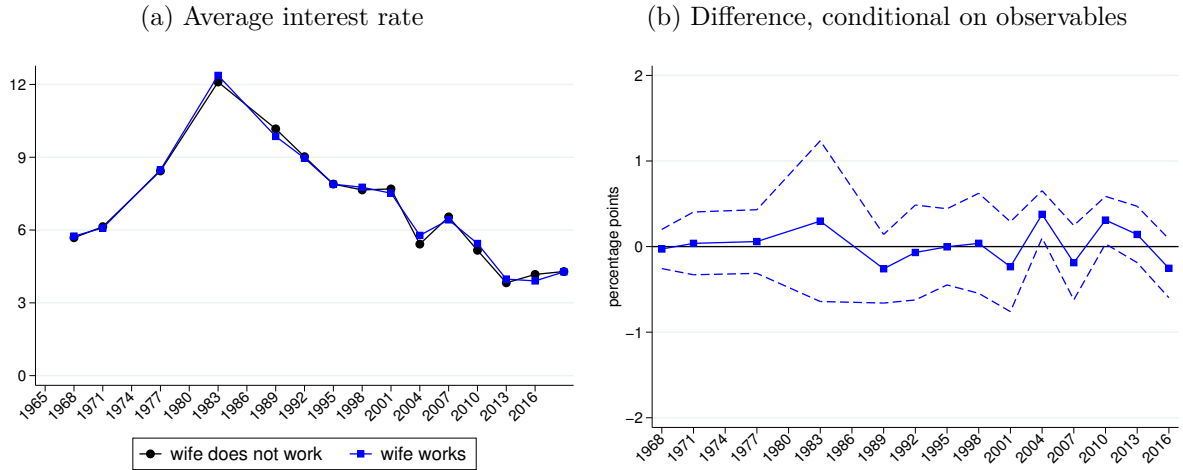 (a) Average interest rate
12
9
6
3
0
1965 1968 1971 1974 1977 1980 1983 1986 1989 1992 1995 1998 2001 2004 2007 2010 2013 2016
wife does not work wife works
(b) Difference, conditional on observables
percentage points
2
1
0
−1
−2
1968 1971 1974 1977 1980 1983 1986 1989 1992 1995 1998 2001 2004 2007 2010 2013 2016